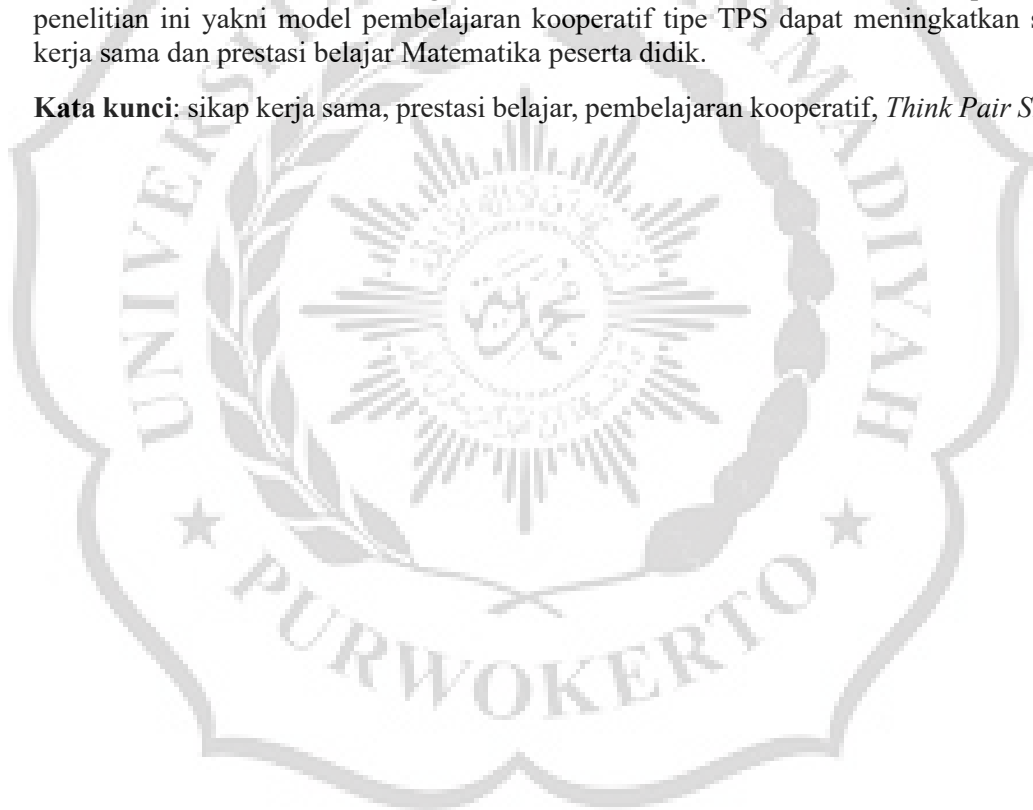 penelitian ini yakni model pembelajaran kooperatif tipe TPS dapat meningkatkan s
kerja sama dan prestasi belajar Matematika peserta didik.
Kata kunci: sikap kerja sama, prestasi belajar, pembelajaran kooperatif, Think Pair S
PURWOKERTO